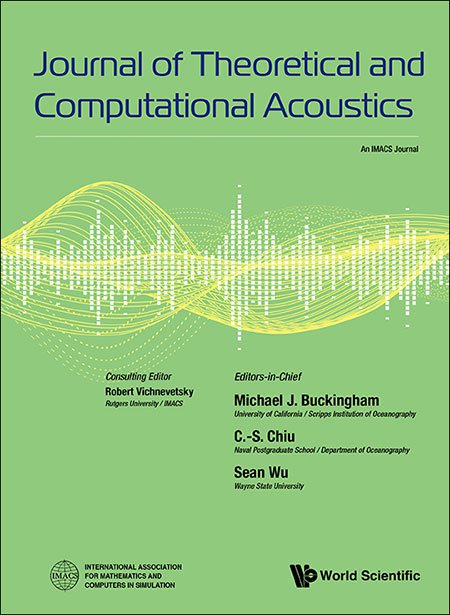 Journal of Theoretical and
Computational Acoustics
An IMACS Journal
Consulting Editor
Robert Vichnevetsky
Rutgers University / IMACS
Editors-in-Chief
Michael J. Buckingham
University of California / Scripps Institution of Oceanography
C.-S. Chiu
Naval Postgraduate School / Department of Oceanography
Sean Wu
Wayne State University
IMACS
INTERNATIONAL ASSOCIATION
FOR MATHEMATICS AND
COMPUTERS IN SIMULATION
World Scientific